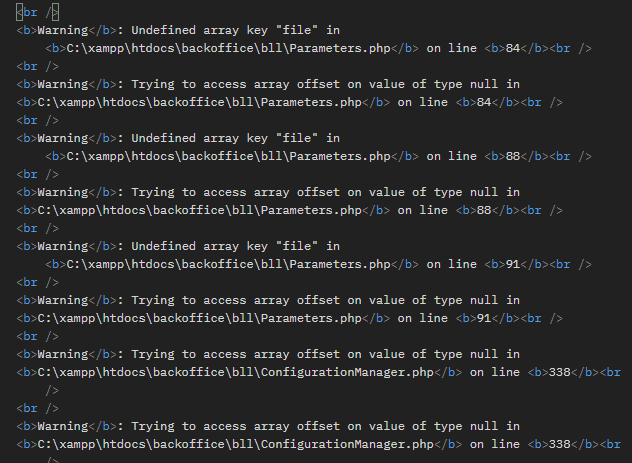 <br />
<b>Warning</b>: Undefined array key "file" in
<b>C:\xampp\htdocs\backoffice\bll\Parameters.php</b> on line <b>84</b><br />
<br />
<b>Warning</b>: Trying to access array offset on value of type null in
<b>C:\xampp\htdocs\backoffice\bll\Parameters.php</b> on line <b>84</b><br />
<br />
<b>Warning</b>: Undefined array key "file" in
<b>C:\xampp\htdocs\backoffice\bll\Parameters.php</b> on line <b>88</b><br />
<br />
<b>Warning</b>: Trying to access array offset on value of type null in
<b>C:\xampp\htdocs\backoffice\bll\Parameters.php</b> on line <b>88</b><br />
<br />
<b>Warning</b>: Undefined array key "file" in
<b>C:\xampp\htdocs\backoffice\bll\Parameters.php</b> on line <b>91</b><br />
<br />
<b>Warning</b>: Trying to access array offset on value of type null in
<b>C:\xampp\htdocs\backoffice\bll\Parameters.php</b> on line <b>91</b><br />
<br />
<b>Warning</b>: Trying to access array offset on value of type null in
<b>C:\xampp\htdocs\backoffice\bll\ConfigurationManager.php</b> on line <b>338</b><br
/>
<br />
<b>Warning</b>: Trying to access array offset on value of type null in
<b>C:\xampp\htdocs\backoffice\bll\ConfigurationManager.php</b> on line <b>338</b><br
/>